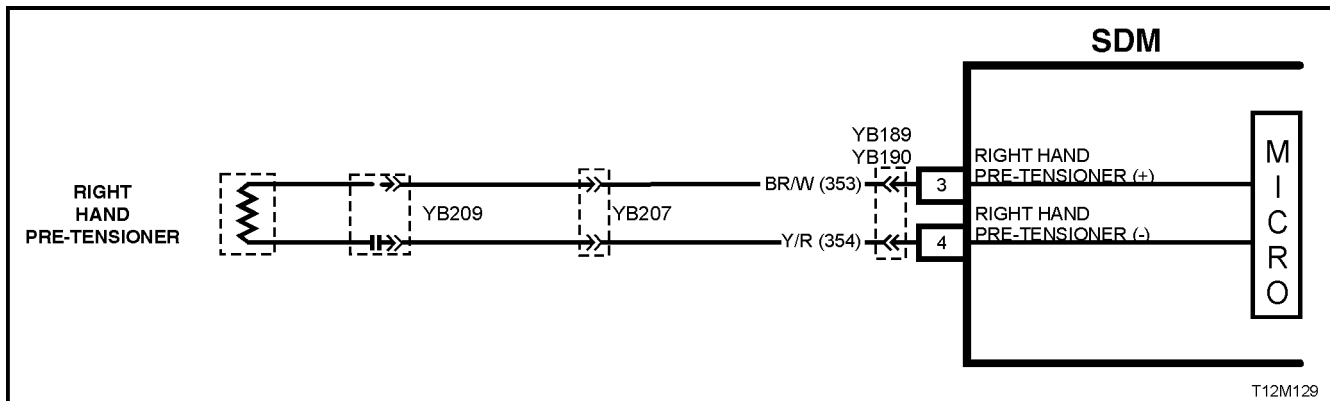 SDM
YB189
YB190
RIGHT HAND
PRE-TENSIONER (+)
RIGHT
HAND
PRE-TENSIONER
YB209
YB207
BR/W (353)
3
Y/R (354)
4
RIGHT HAND
PRE-TENSIONER (-)
MICRO
T12M129